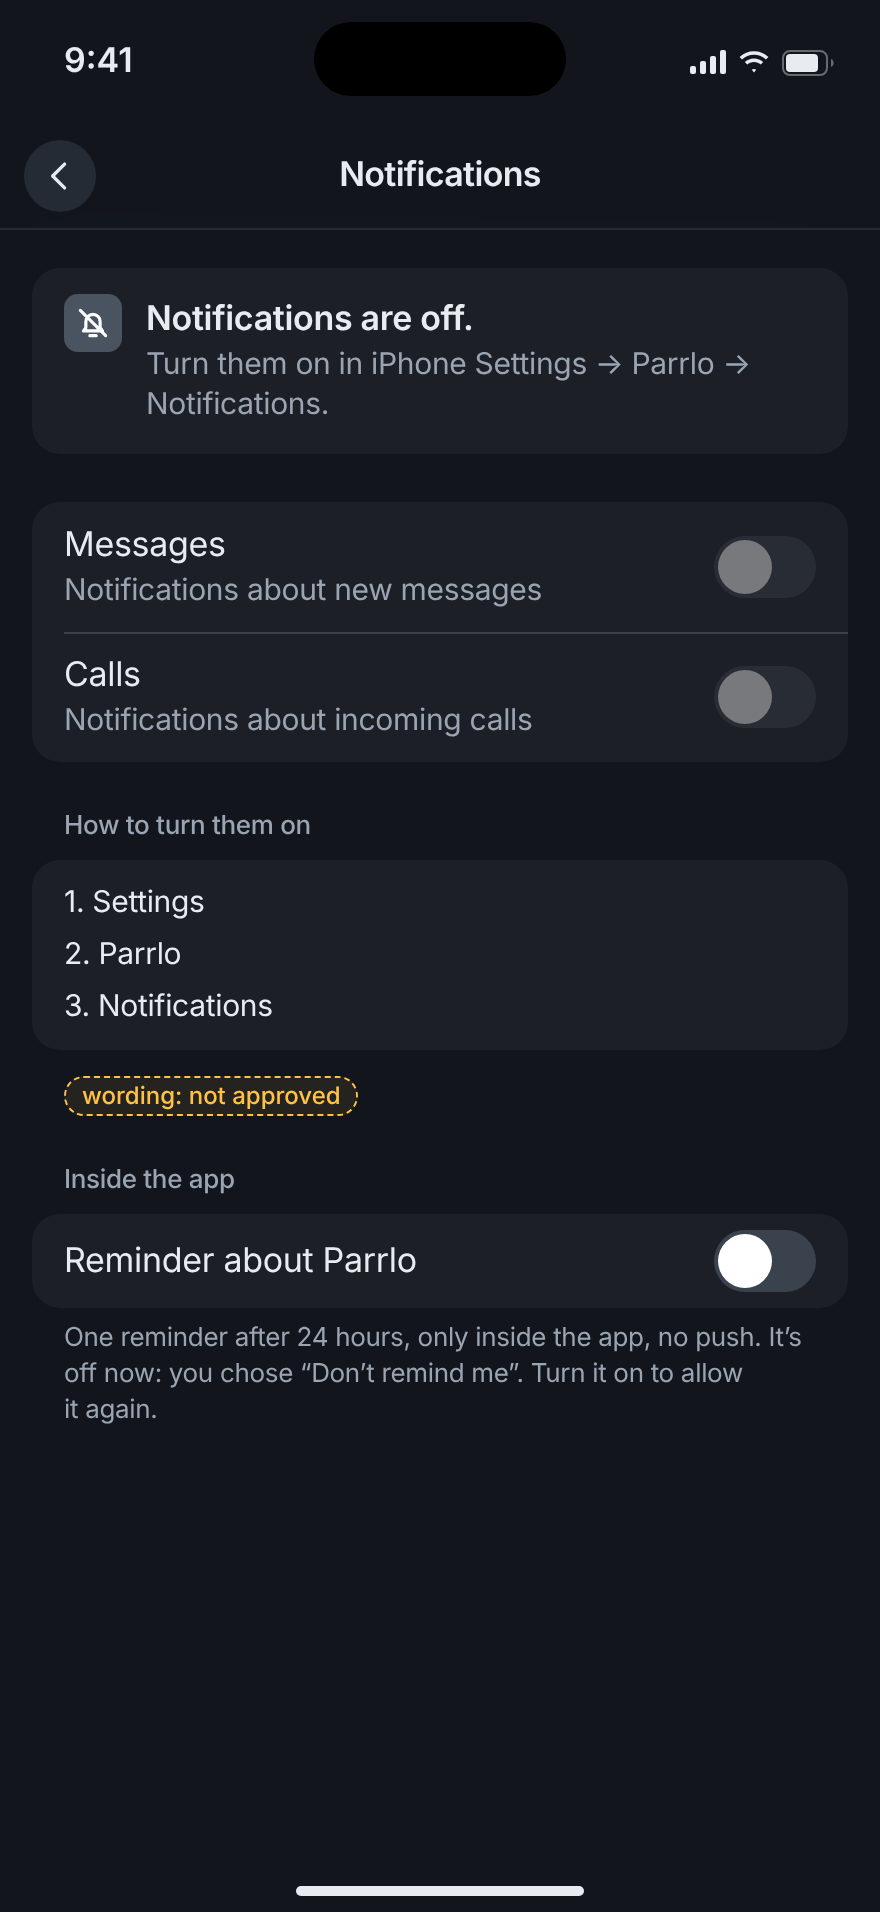 9:41
Notifications
Notifications are off.
Turn them on in iPhone Settings → Parrlo →
Notifications.
Messages
Notifications about new messages
Calls
Notifications about incoming calls
How to turn them on
1. Settings
2. Parrlo
3. Notifications
wording: not approved
Inside the app
Reminder about Parrlo
One reminder after 24 hours, only inside the app, no push. It’s
off now: you chose “Don’t remind me”. Turn it on to allow
it again.